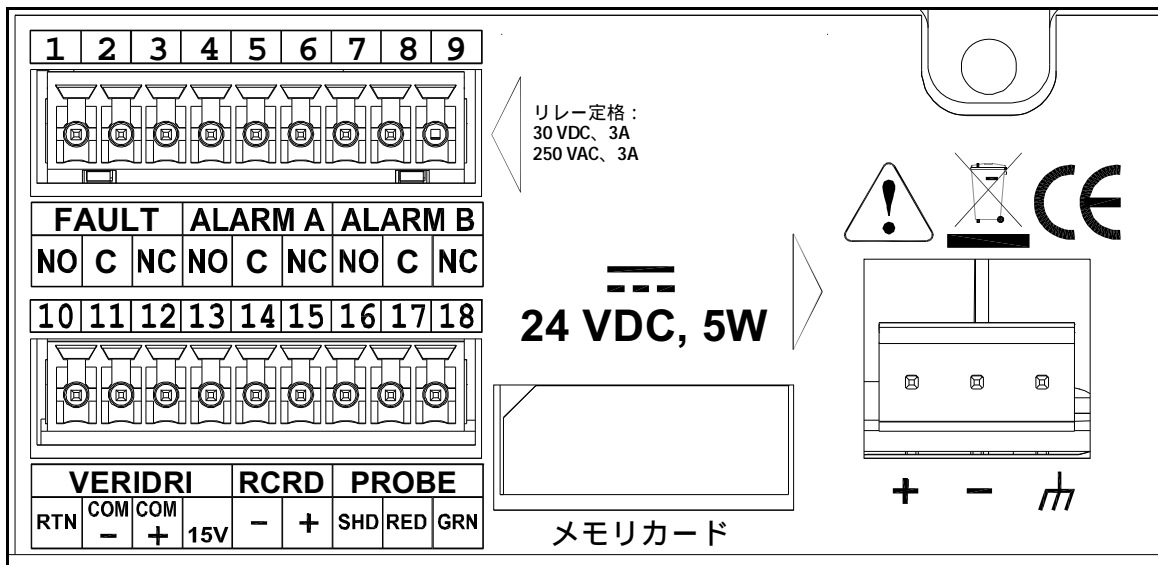 1 2 3 4 5 6 7 8 9
リレー定格：
30 VDC、3A
250 VAC、3A
FAULT ALARM A ALARM B
NO C NC NO C NC NO C NC
10 11 12 13 14 15 16 17 18
24 VDC, 5W
VERIDRI RCRD PROBE
RTN COM - COM + 15V - + SHD RED GRN
メモリカード
+ -
CE